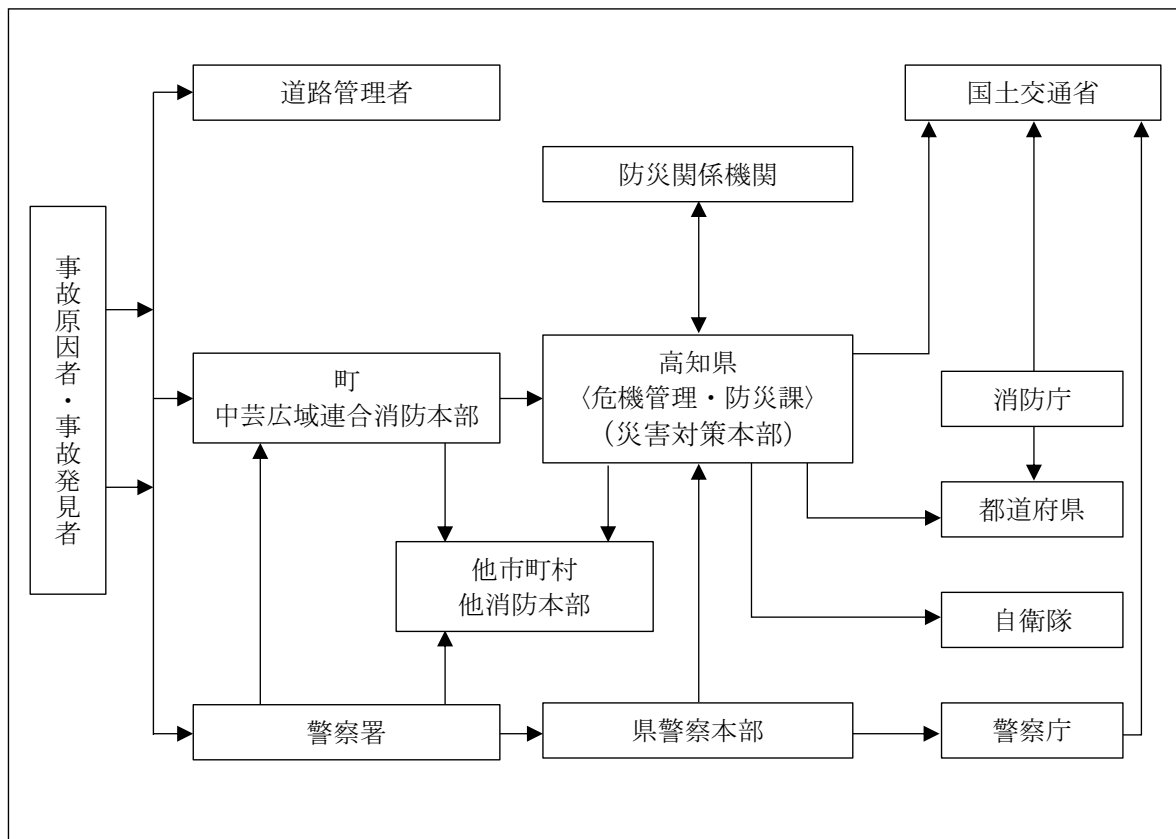 道路管理者
国土交通省
防災関係機関
事故原因者・事故発見者
町
中芸広域連合消防本部
高知県
〈危機管理・防災課〉
（災害対策本部）
消防庁
都道府県
他市町村
他消防本部
自衛隊
警察署
県警察本部
警察庁